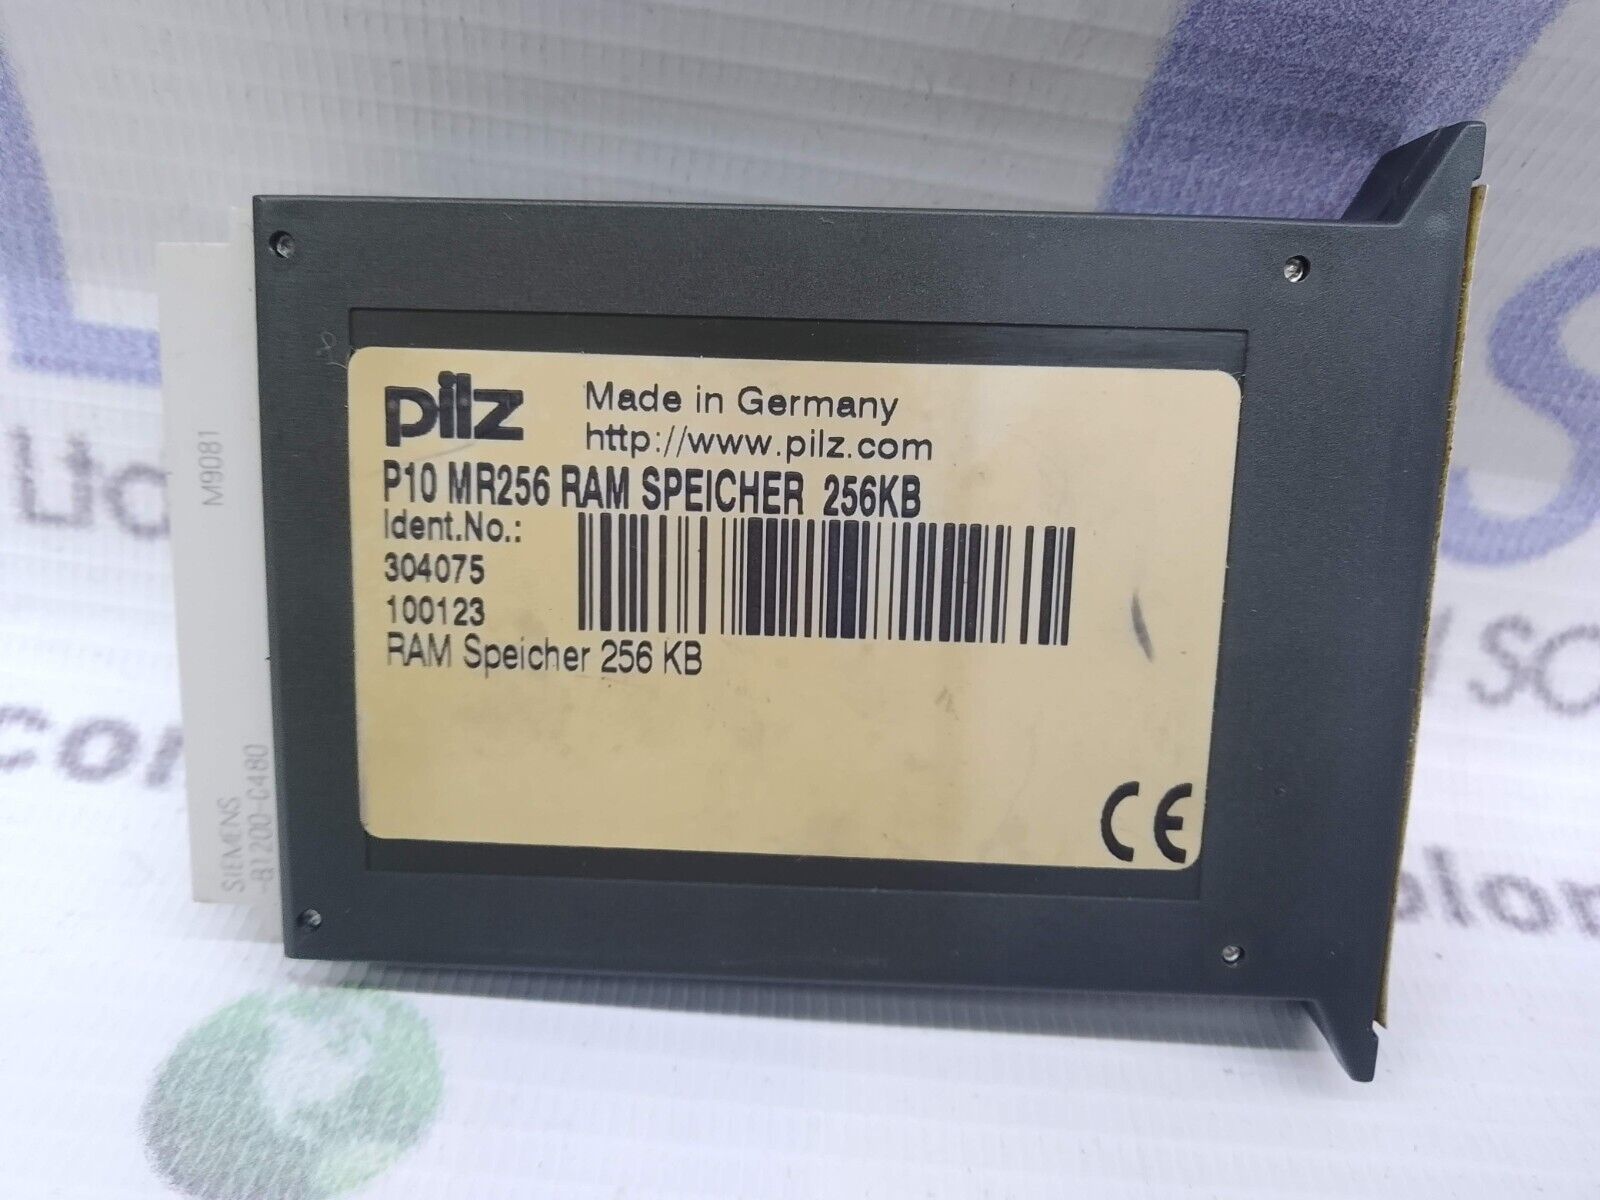 pilz
Made in Germany
http://www.pilz.com
P10 MR256 RAM SPEICHER 256KB
Ident.No.:
304075
100123
RAM Speicher 256 KB
CE
M9081
SIEMENS
-B1200-C480